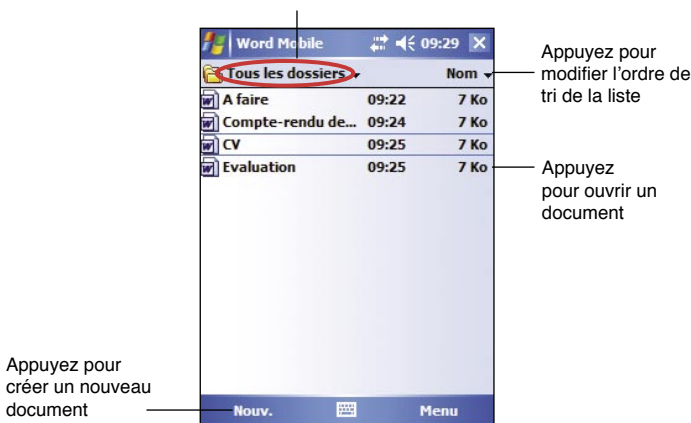 Word Mobile 09:29
Tous les dossiers Nom
A faire 09:22 7 Ko
Compte-rendu de... 09:24 7 Ko
CV 09:25 7 Ko
Evaluation 09:25 7 Ko
Nouv. Menu
Appuyez pour
modifier l'ordre de
tri de la liste
Appuyez
pour ouvrir un
document
Appuyez pour
créer un nouveau
document